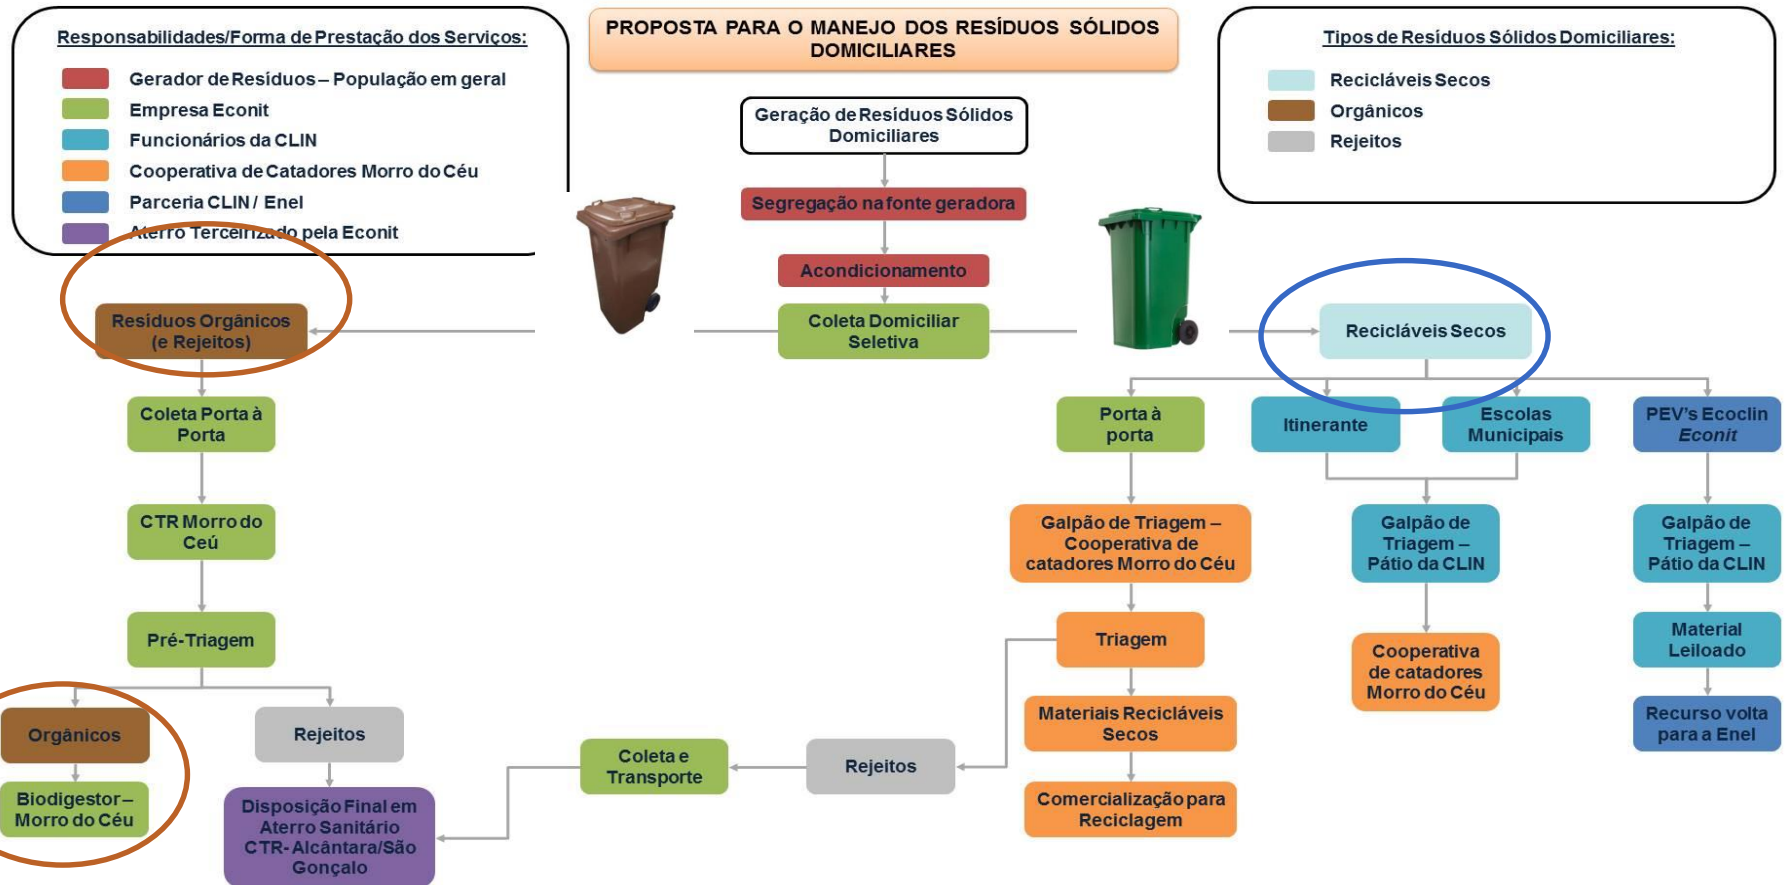 Responsabilidades/Forma de Prestação dos Serviços:
Gerador de Resíduos – População em geral
Empresa Econit
Funcionários da CLIN
Cooperativa de Catadores Morro do Céu
Parceria CLIN / Enel
Aterro Terceirizado pela Econit
PROPOSTA PARA O MANEJO DOS RESÍDUOS SÓLIDOS
DOMICILIARES
Tipos de Resíduos Sólidos Domiciliares:
Recicláveis Secos
Orgânicos
Rejeitos
Geração de Resíduos Sólidos
Domiciliares
Segregação na fonte geradora
Acondicionamento
Coleta Domiciliar
Seletiva
Resíduos Orgânicos
(e Rejeitos)
Recicláveis Secos
Coleta Porta à
Porta
CTR Morro do
Ceú
Pré-Triagem
Orgânicos
Biodigestor –
Morro do Céu
Rejeitos
Disposição Final em
Aterro Sanitário
CTR- Alcântara/São
Gonçalo
Coleta e
Transporte
Rejeitos
Porta à
porta
Galpão de Triagem –
Cooperativa de
catadores Morro do Céu
Triagem
Materiais Recicláveis
Secos
Comercialização para
Reciclagem
Itinerante
Escolas
Municipais
Galpão de
Triagem –
Pátio da CLIN
Cooperativa
de catadores
Morro do Céu
PEV's Ecoclin
Econit
Galpão de
Triagem –
Pátio da CLIN
Material
Leiloado
Recurso volta
para a Enel